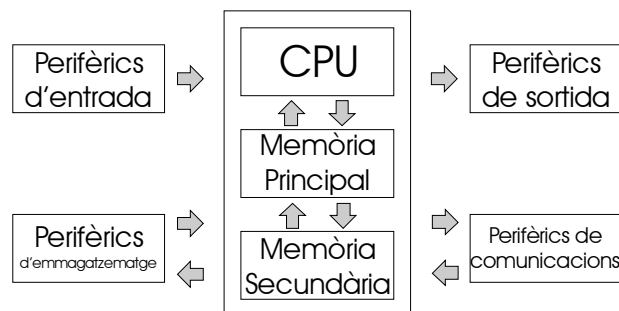 Perifèrics
d'entrada
CPU
Perifèrics
de sortida
Memòria
Principal
Perifèrics
d'emmagatzematge
Memòria
Secundària
Perifèrics de
comunicacions